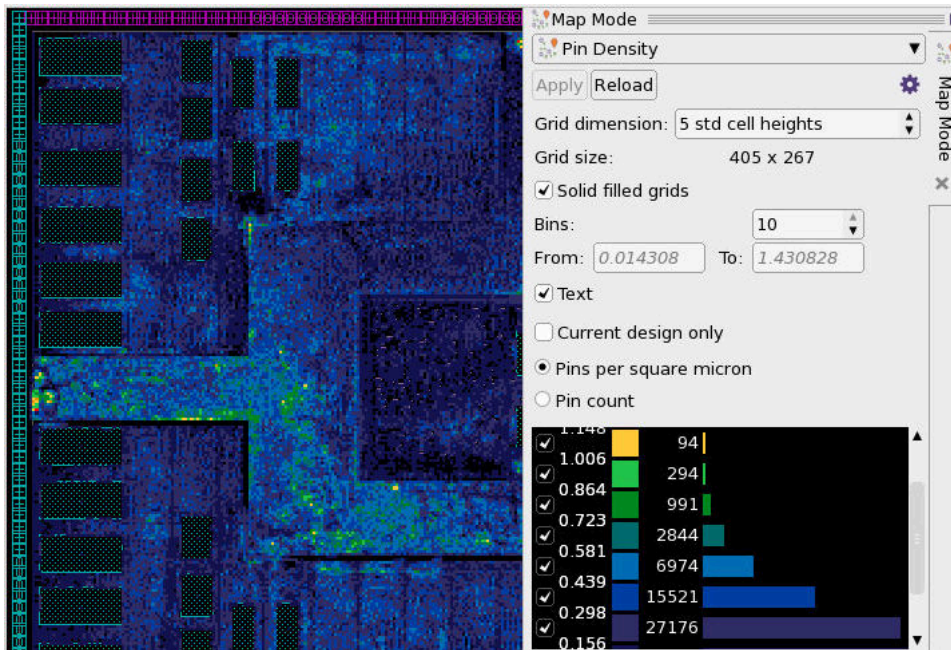 Map Mode
Pin Density
Apply Reload
Grid dimension: 5 std cell heights
Grid size: 405 x 267
Solid filled grids
Bins: 10
From: 0.014308 To: 1.430828
Text
Current design only
Pins per square micron
Pin count
1.148
94
1.006
294
0.864
991
0.723
2844
0.581
6974
0.439
15521
0.298
27176
0.156
Map Mode